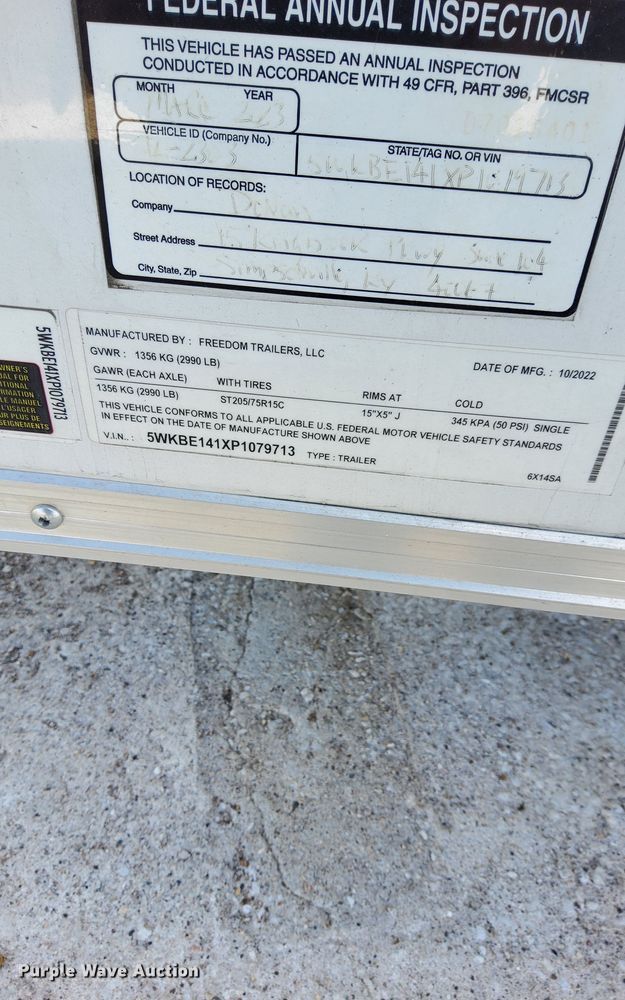 FEDERAL ANNUAL INSPECTION
THIS VEHICLE HAS PASSED AN ANNUAL INSPECTION
CONDUCTED IN ACCORDANCE WITH 49 CFR, PART 396, FMCSR
MONTH YEAR
VEHICLE ID (Company No.)
STATE/TAG NO. OR VIN
LOCATION OF RECORDS:
Company
Street Address
City, State, Zip
5WKBE141XP1079713
MANUFACTURED BY : FREEDOM TRAILERS, LLC
DATE OF MFG. : 10/2022
GVWR : 1356 KG (2990 LB)
GAWR (EACH AXLE) WITH TIRES RIMS AT COLD
1356 KG (2990 LB) ST205/75R15C 15"X5" J 345 KPA (50 PSI) SINGLE
THIS VEHICLE CONFORMS TO ALL APPLICABLE U.S. FEDERAL MOTOR VEHICLE SAFETY STANDARDS
IN EFFECT ON THE DATE OF MANUFACTURE SHOWN ABOVE
V.I.N.: 5WKBE141XP1079713 TYPE : TRAILER
6X14SA
Purple Wave Auction